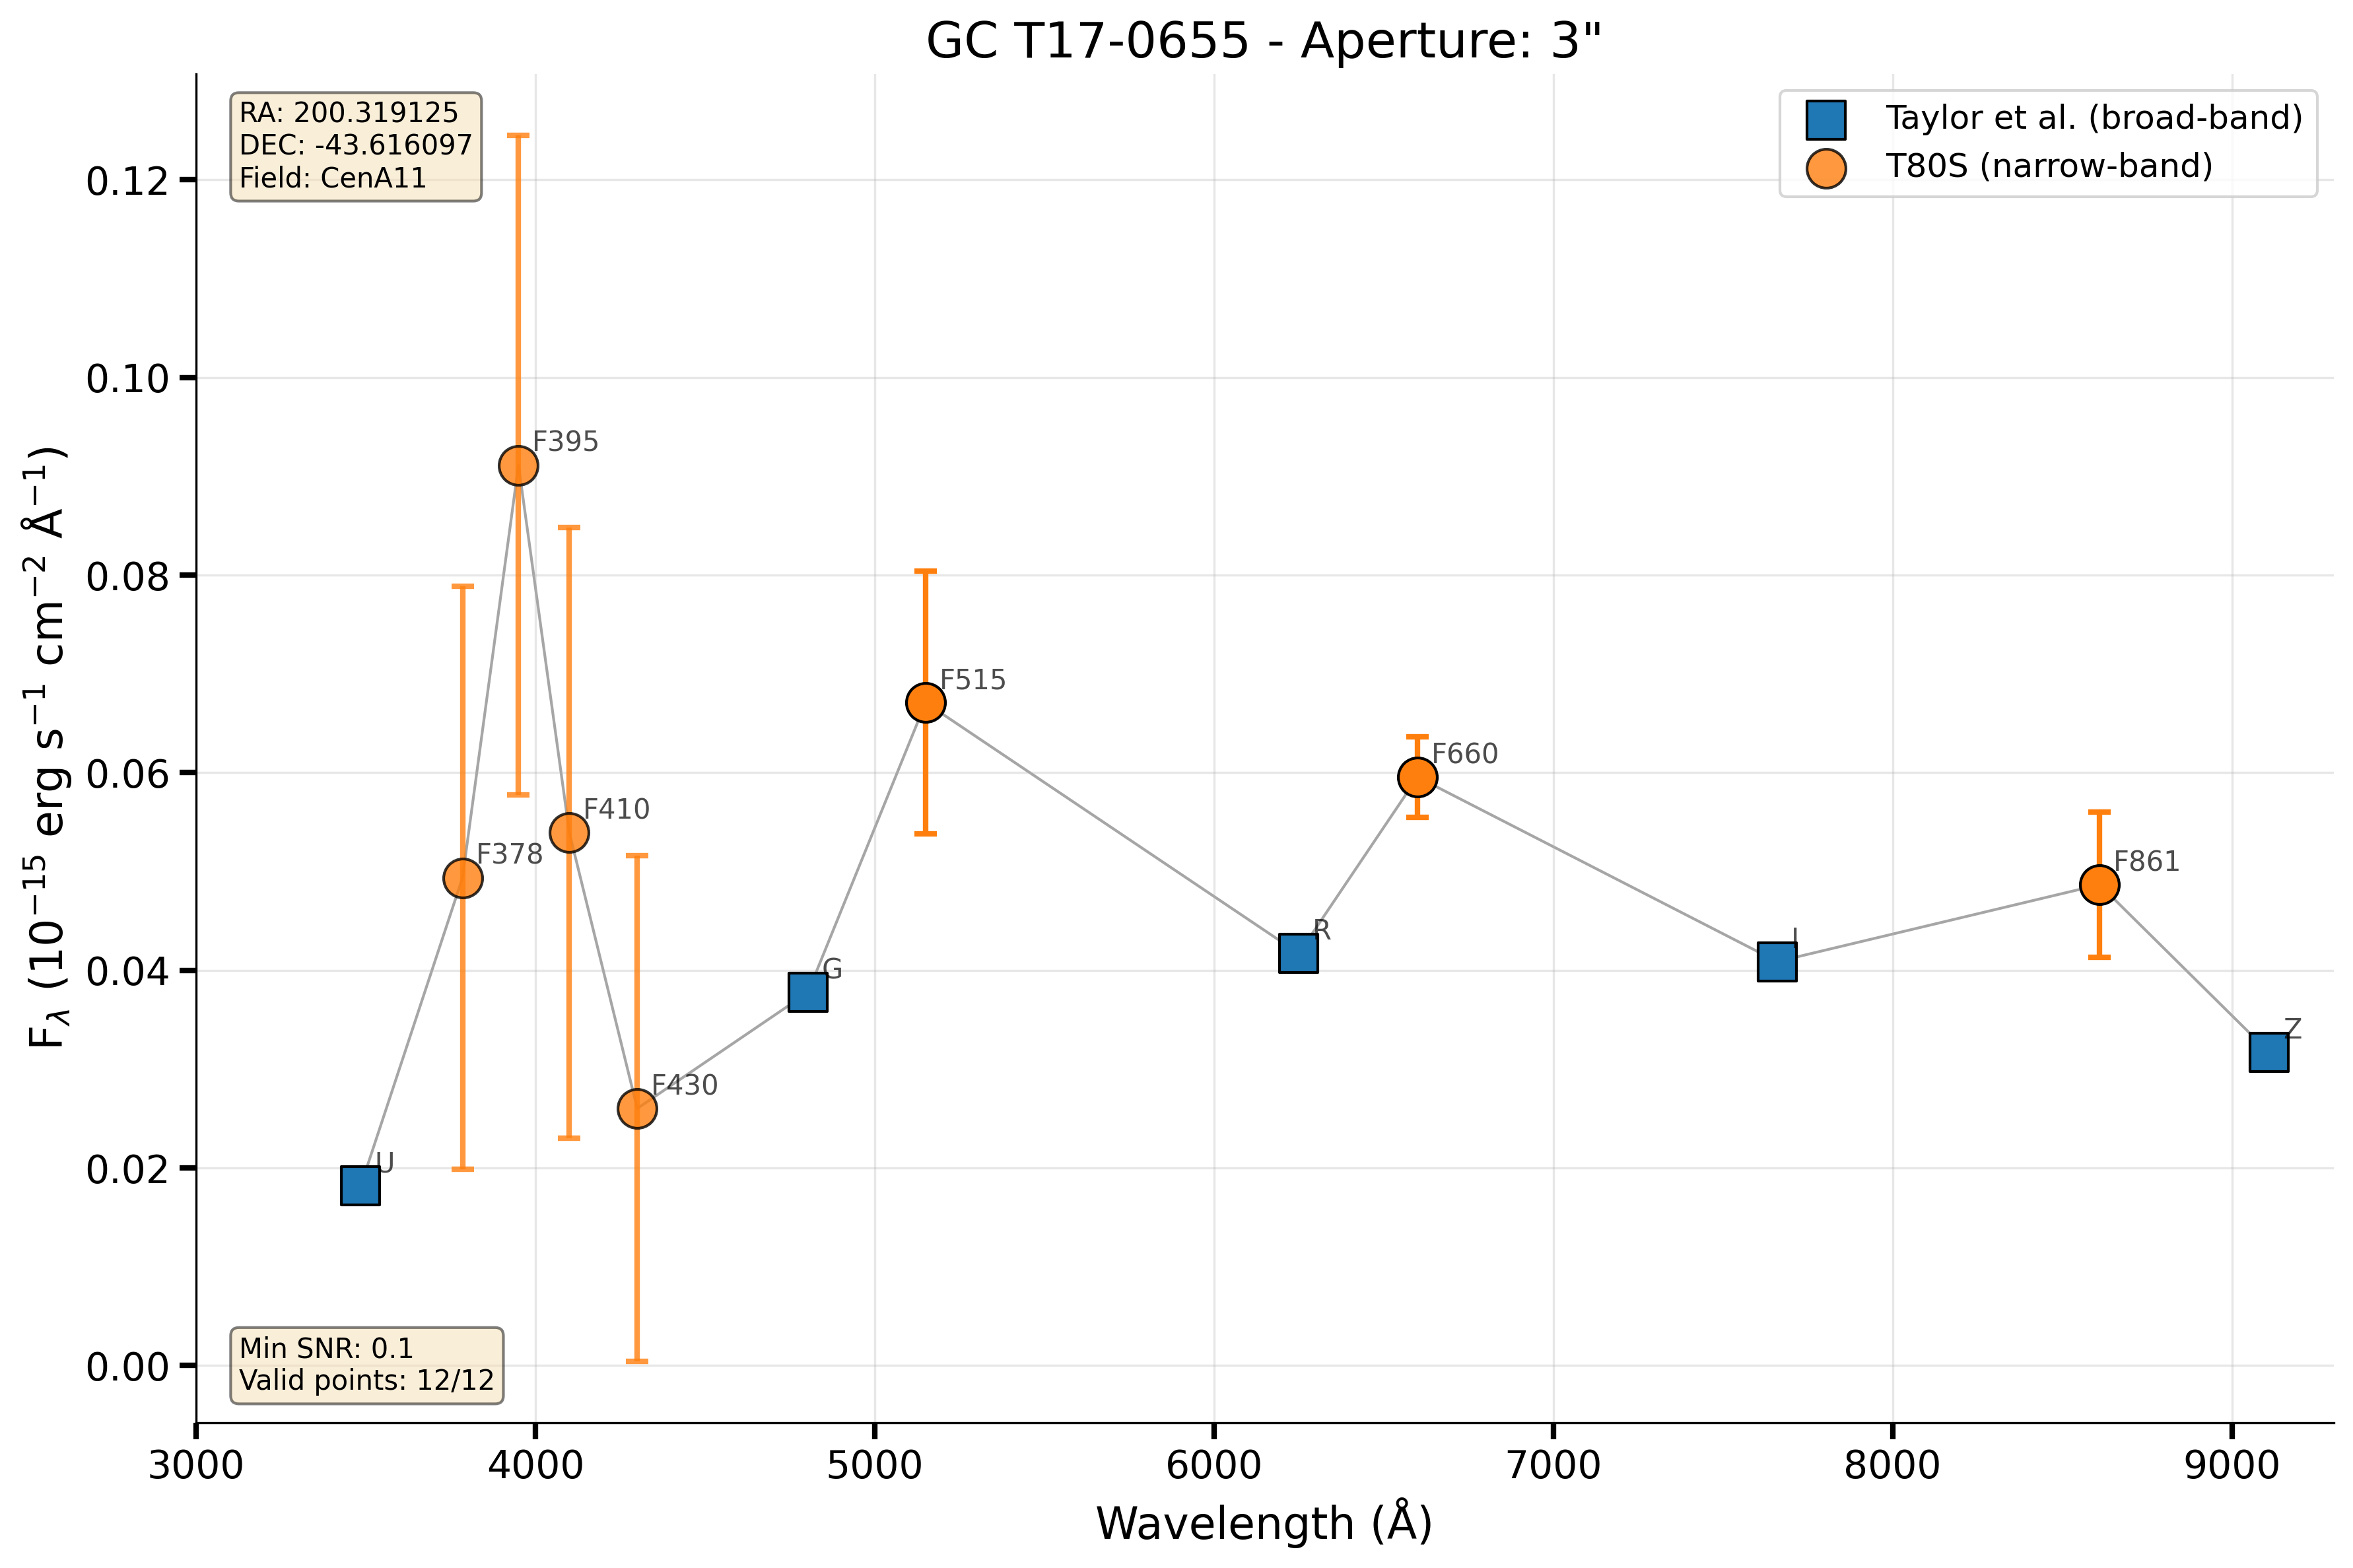 GC T17-0655 - Aperture: 3"
RA: 200.319125
DEC: -43.616097
Field: CenA11
Taylor et al. (broad-band)
T80S (narrow-band)
F395
F378
F410
F430
F515
F660
F861
U
G
R
I
Z
Min SNR: 0.1
Valid points: 12/12
0.12
0.10
0.08
0.06
0.04
0.02
0.00
3000 4000 5000 6000 7000 8000 9000
Wavelength (Å)
F$_{λ}$ (10⁻¹⁵ erg s⁻¹ cm⁻² Å⁻¹)